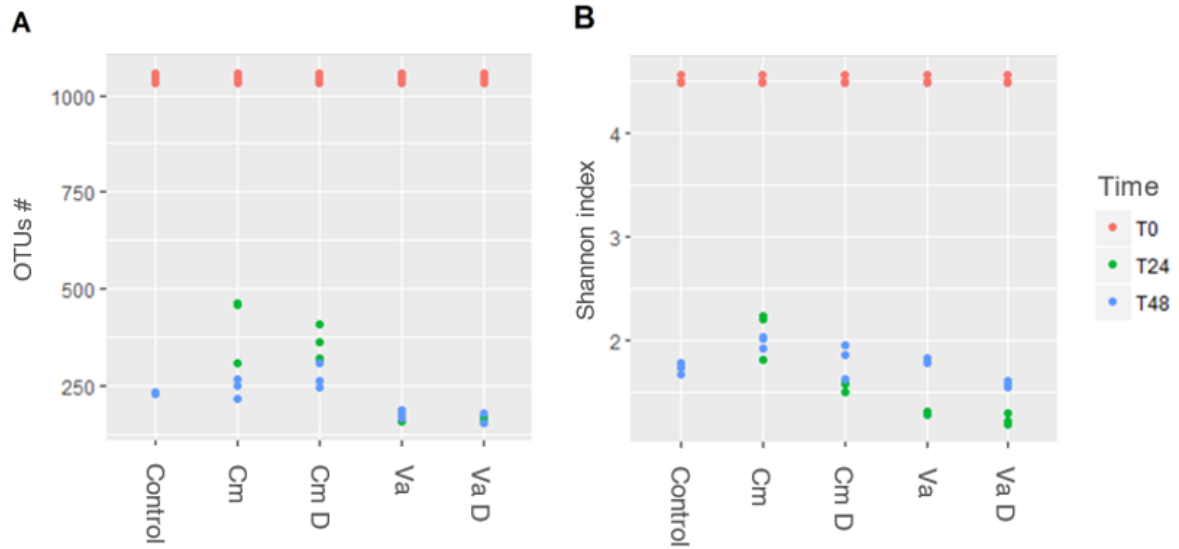 A
OTUs #
1000
750
500
250
Control
Cm
Cm D
Va
Va D
B
Shannon index
4
3
2
Control
Cm
Cm D
Va
Va D
Time
T0
T24
T48